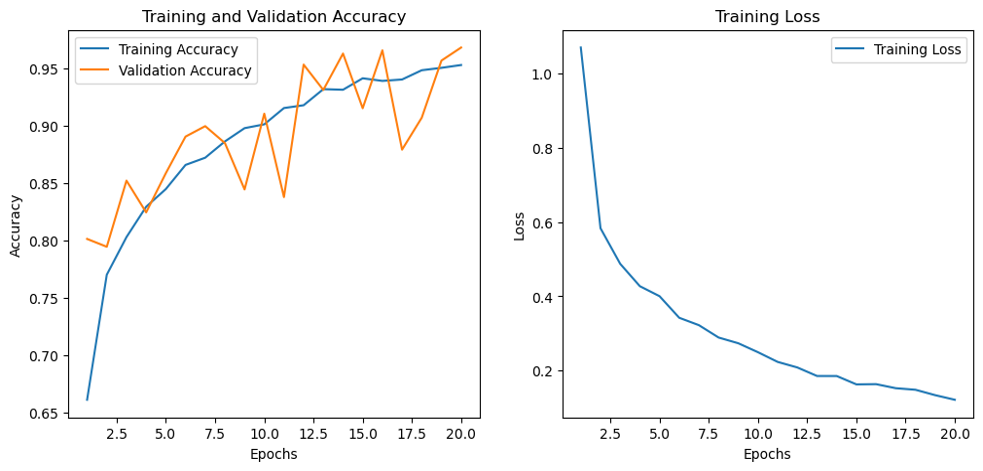 Training and Validation Accuracy
Training Accuracy
Validation Accuracy
Accuracy
0.95
0.90
0.85
0.80
0.75
0.70
0.65
2.5 5.0 7.5 10.0 12.5 15.0 17.5 20.0
Epochs
Training Loss
Training Loss
Loss
1.0
0.8
0.6
0.4
0.2
2.5 5.0 7.5 10.0 12.5 15.0 17.5 20.0
Epochs